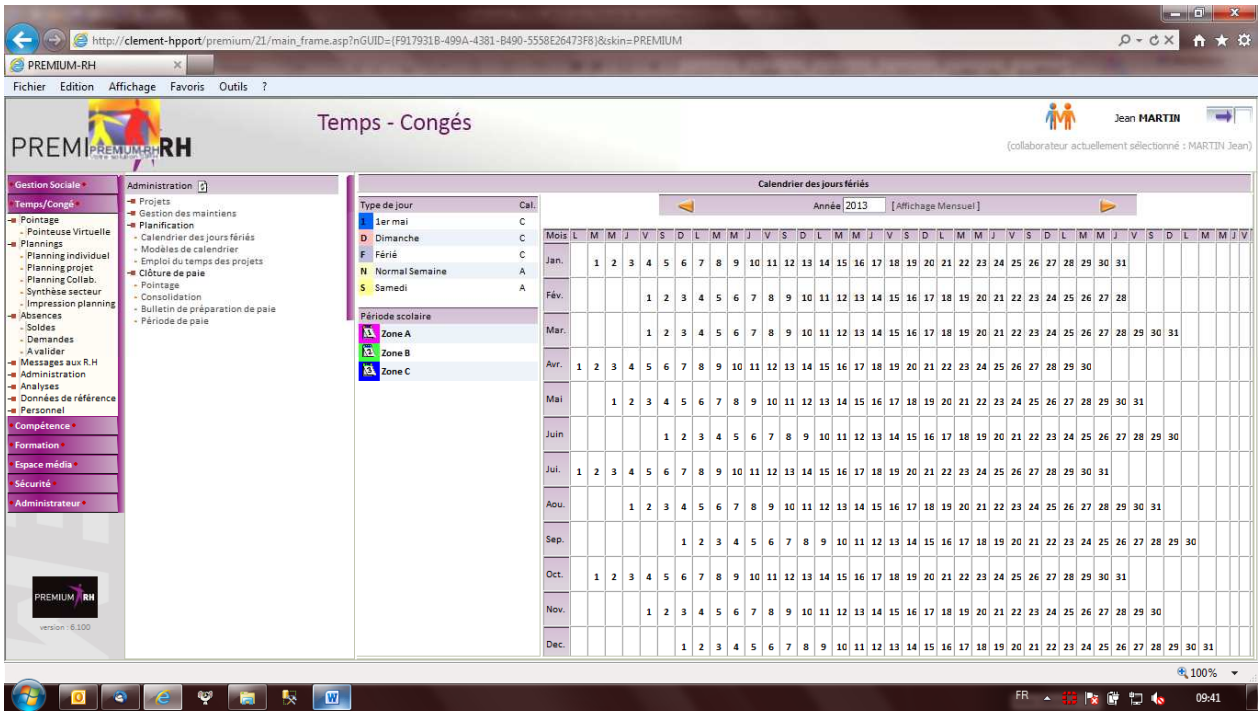 http://clement-hpport/premium/21/main_frame.asp?nGUID={F917931B-499A-4381-B490-5558E26473F8}&skin=PREMIUM
PREMIUM-RH
Fichier Edition Affichage Favoris Outils ?
PREMIUM-RH
Temps - Congés
Jean MARTIN
(collaborateur actuellement sélectionné : MARTIN Jean)
Gestion Sociale
Temps/Congé
Pointage
Pointeuse Virtuelle
Plannings
Planning individuel
Planning projet
Planning Collab.
Synthèse secteur
Impression planning
Absences
Soldes
Demandes
A valider
Messages aux R.H
Administration
Analyses
Données de référence
Personnel
Compétence
Formation
Espace média
Sécurité
Administrateur
PREMIUM RH
version : 6.100
Administration
Projets
Gestion des maintiens
Planification
Calendrier des jours fériés
Modèles de calendrier
Emploi du temps des projets
Clôture de paie
Pointage
Consolidation
Bulletin de préparation de paie
Période de paie
Calendrier des jours fériés
Type de jour Cal.
1 1er mai C
D Dimanche C
F Férié C
N Normal Semaine A
S Samedi A
Période scolaire
Zone A
Zone B
Zone C
Année 2013 [Affichage Mensuel]
Mois L M M J V S D L M M J V S D L M M J V S D L M M J V S D L M M J V S D L M M J V
Jan. 1 2 3 4 5 6 7 8 9 10 11 12 13 14 15 16 17 18 19 20 21 22 23 24 25 26 27 28 29 30 31
Fév. 1 2 3 4 5 6 7 8 9 10 11 12 13 14 15 16 17 18 19 20 21 22 23 24 25 26 27 28
Mar. 1 2 3 4 5 6 7 8 9 10 11 12 13 14 15 16 17 18 19 20 21 22 23 24 25 26 27 28 29 30 31
Avr. 1 2 3 4 5 6 7 8 9 10 11 12 13 14 15 16 17 18 19 20 21 22 23 24 25 26 27 28 29 30
Mai 1 2 3 4 5 6 7 8 9 10 11 12 13 14 15 16 17 18 19 20 21 22 23 24 25 26 27 28 29 30 31
Juin 1 2 3 4 5 6 7 8 9 10 11 12 13 14 15 16 17 18 19 20 21 22 23 24 25 26 27 28 29 30
Jui. 1 2 3 4 5 6 7 8 9 10 11 12 13 14 15 16 17 18 19 20 21 22 23 24 25 26 27 28 29 30 31
Aou. 1 2 3 4 5 6 7 8 9 10 11 12 13 14 15 16 17 18 19 20 21 22 23 24 25 26 27 28 29 30 31
Sep. 1 2 3 4 5 6 7 8 9 10 11 12 13 14 15 16 17 18 19 20 21 22 23 24 25 26 27 28 29 30
Oct. 1 2 3 4 5 6 7 8 9 10 11 12 13 14 15 16 17 18 19 20 21 22 23 24 25 26 27 28 29 30 31
Nov. 1 2 3 4 5 6 7 8 9 10 11 12 13 14 15 16 17 18 19 20 21 22 23 24 25 26 27 28 29 30
Dec. 1 2 3 4 5 6 7 8 9 10 11 12 13 14 15 16 17 18 19 20 21 22 23 24 25 26 27 28 29 30 31
100%
FR 09:41